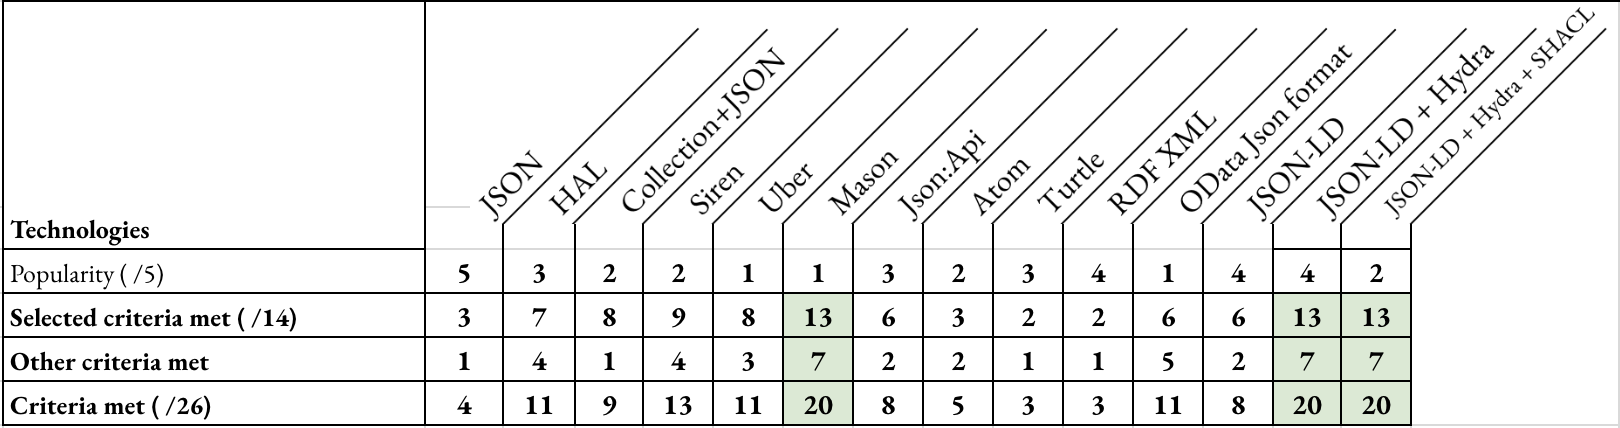 JSON
HAL
Collection+JSON
Siren
Uber
Mason
Json:Api
Atom
Turtle
RDF XML
OData Json format
JSON-LD
JSON-LD + Hydra
JSON-LD + Hydra + SHACL
Technologies
Popularity ( /5) 5 3 2 2 1 1 3 2 3 4 1 4 4 2
Selected criteria met ( /14) 3 7 8 9 8 13 6 3 2 2 6 6 13 13
Other criteria met 1 4 1 4 3 7 2 2 1 1 5 2 7 7
Criteria met ( /26) 4 11 9 13 11 20 8 5 3 3 11 8 20 20